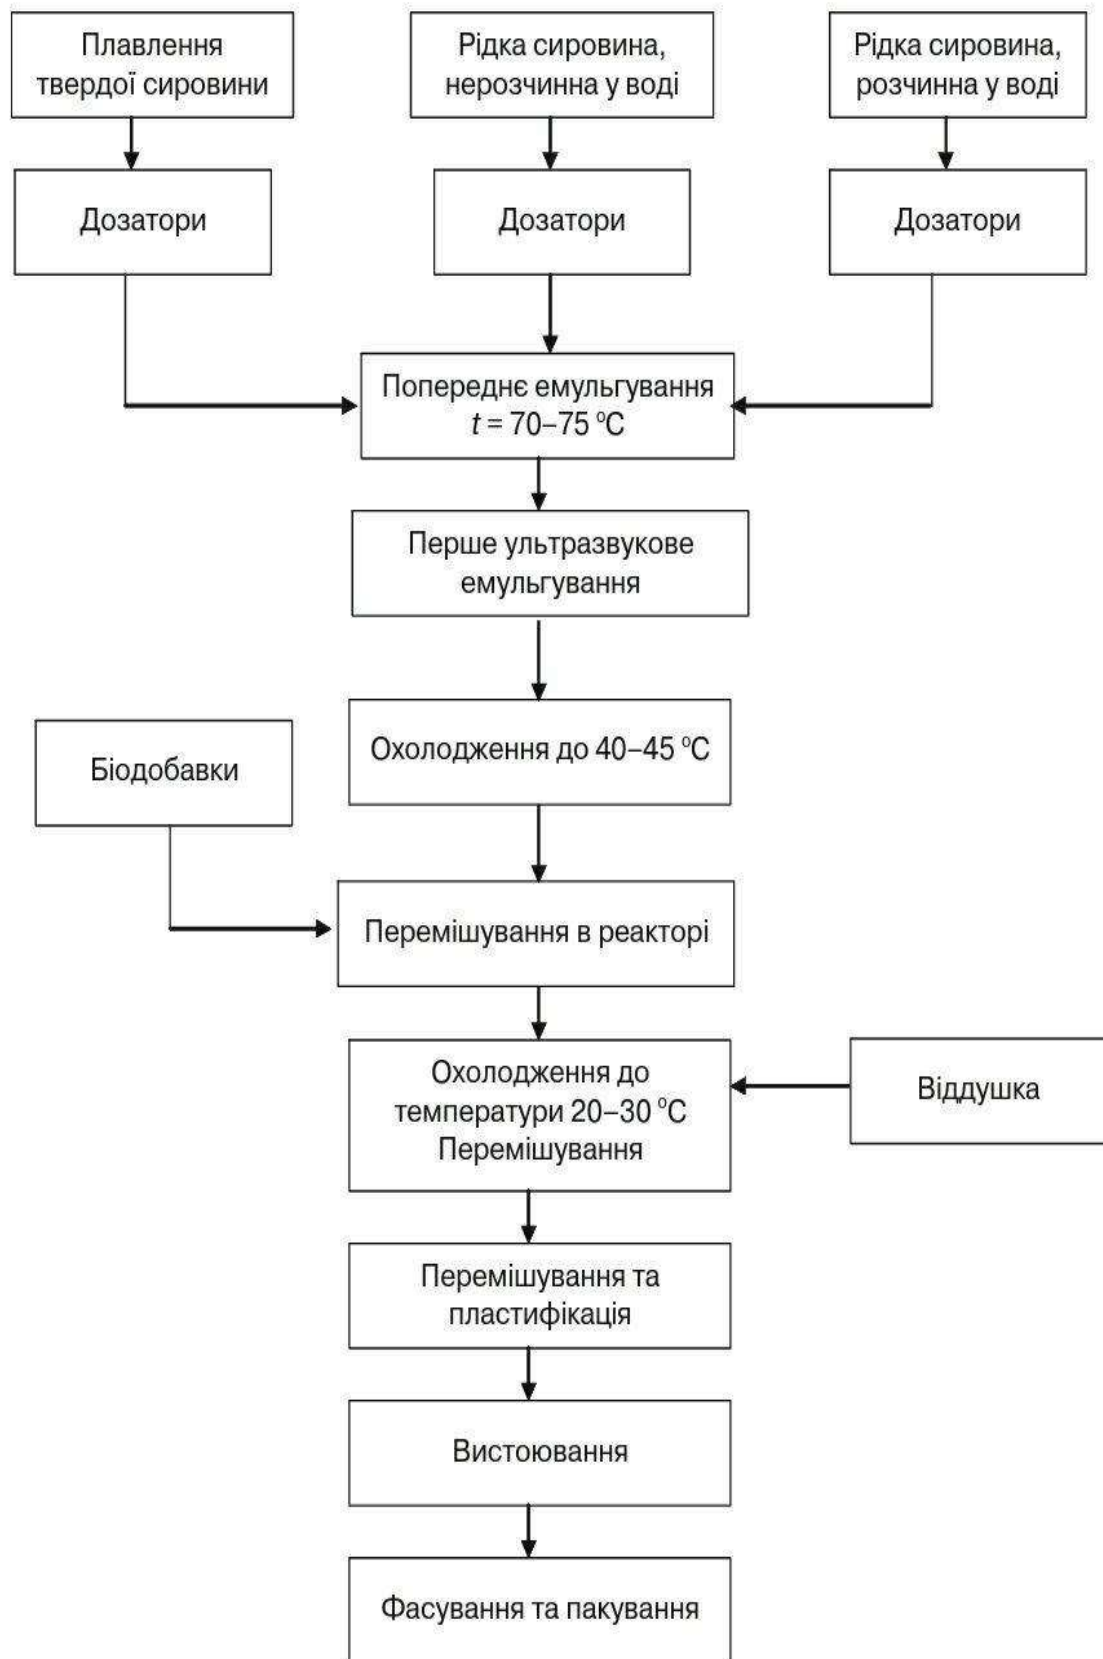 Плавлення
твердої сировини
Рідка сировина,
нерозчинна у воді
Рідка сировина,
розчинна у воді
Дозатори
Дозатори
Дозатори
Попереднє емульгування
t = 70–75 °C
Перше ультразвукове
емульгування
Охолодження до 40–45 °C
Біодобавки
Перемішування в реакторі
Охолодження до
температури 20–30 °C
Перемішування
Віддушка
Перемішування та
пластифікація
Вистоювання
Фасування та пакування